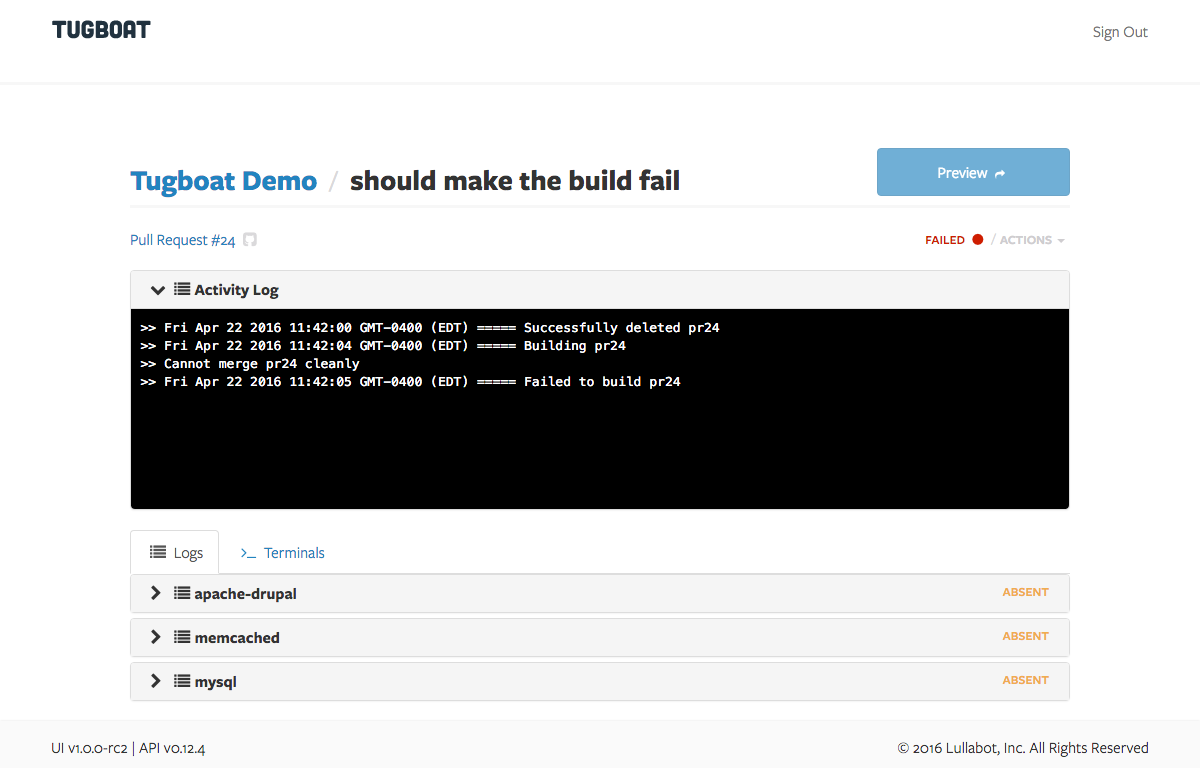 TUGBOAT
Sign Out
Tugboat Demo / should make the build fail
Preview
Pull Request #24
FAILED / ACTIONS
Activity Log
>> Fri Apr 22 2016 11:42:00 GMT-0400 (EDT) ===== Successfully deleted pr24
>> Fri Apr 22 2016 11:42:04 GMT-0400 (EDT) ===== Building pr24
>> Cannot merge pr24 cleanly
>> Fri Apr 22 2016 11:42:05 GMT-0400 (EDT) ===== Failed to build pr24
Logs >_ Terminals
apache-drupal ABSENT
memcached ABSENT
mysql ABSENT
UI v1.0.0-rc2 | API v0.12.4
© 2016 Lullabot, Inc. All Rights Reserved